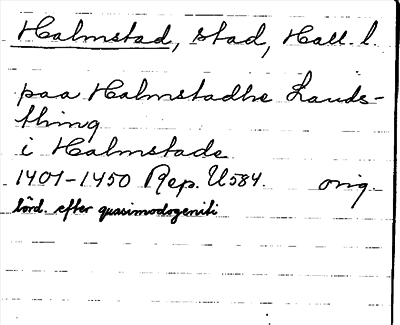 Halmstad, stad, Hall. l.
paa Halmstadhe Lands-
thing
i Halmstade
1401-1450 Rep. U584. orig.
lörd. efter quasimodogeniti